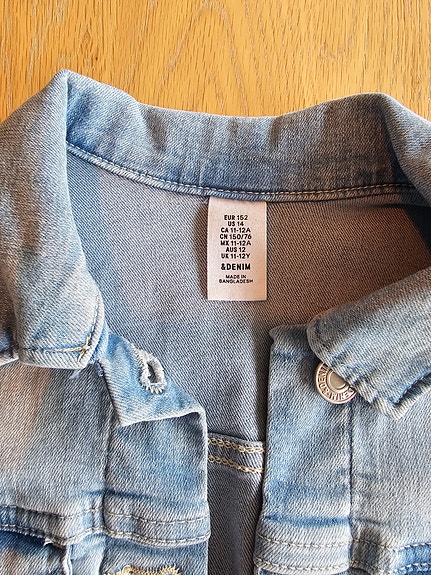 EUR 152
US 14
CA 11-12A
CN 150/76
MX 11-12A
AUS 12
UK 11-12Y
&DENIM
MADE IN
BANGLADESH